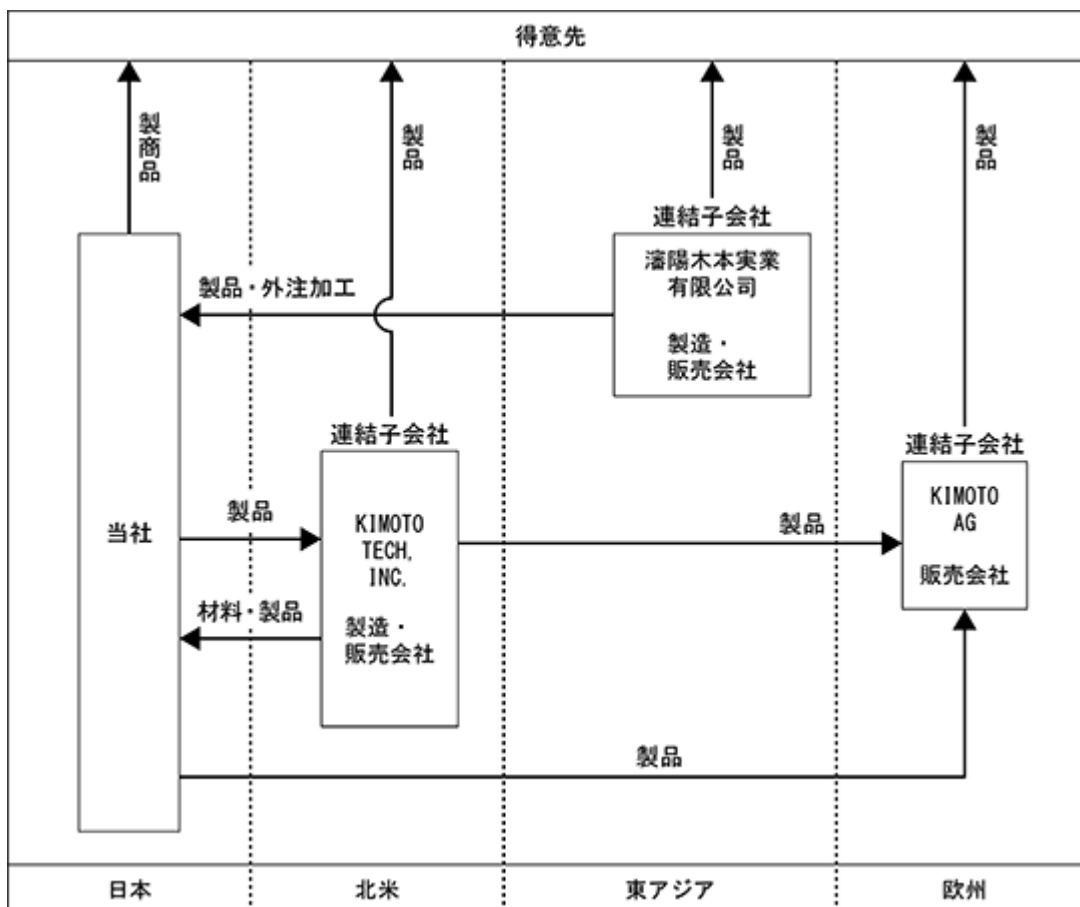 得意先
製商品
製品
製品
製品
連結子会社
瀋陽木本実業
有限公司
製造・
販売会社
製品・外注加工
連結子会社
KIMOTO
TECH,
INC.
製造・
販売会社
連結子会社
KIMOTO
AG
販売会社
当社
製品
製品
材料・製品
製品
日本
北米
東アジア
欧州